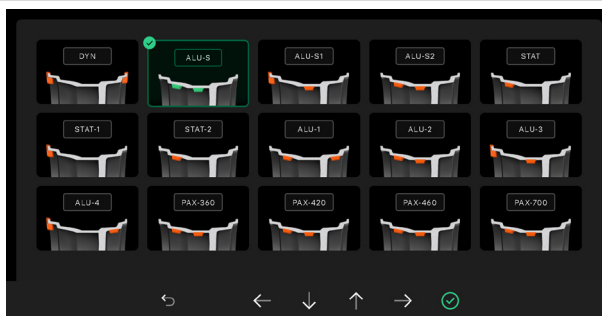 DYN
ALU-S
ALU-S1
ALU-S2
STAT
STAT-1
STAT-2
ALU-1
ALU-2
ALU-3
ALU-4
PAX-360
PAX-420
PAX-460
PAX-700